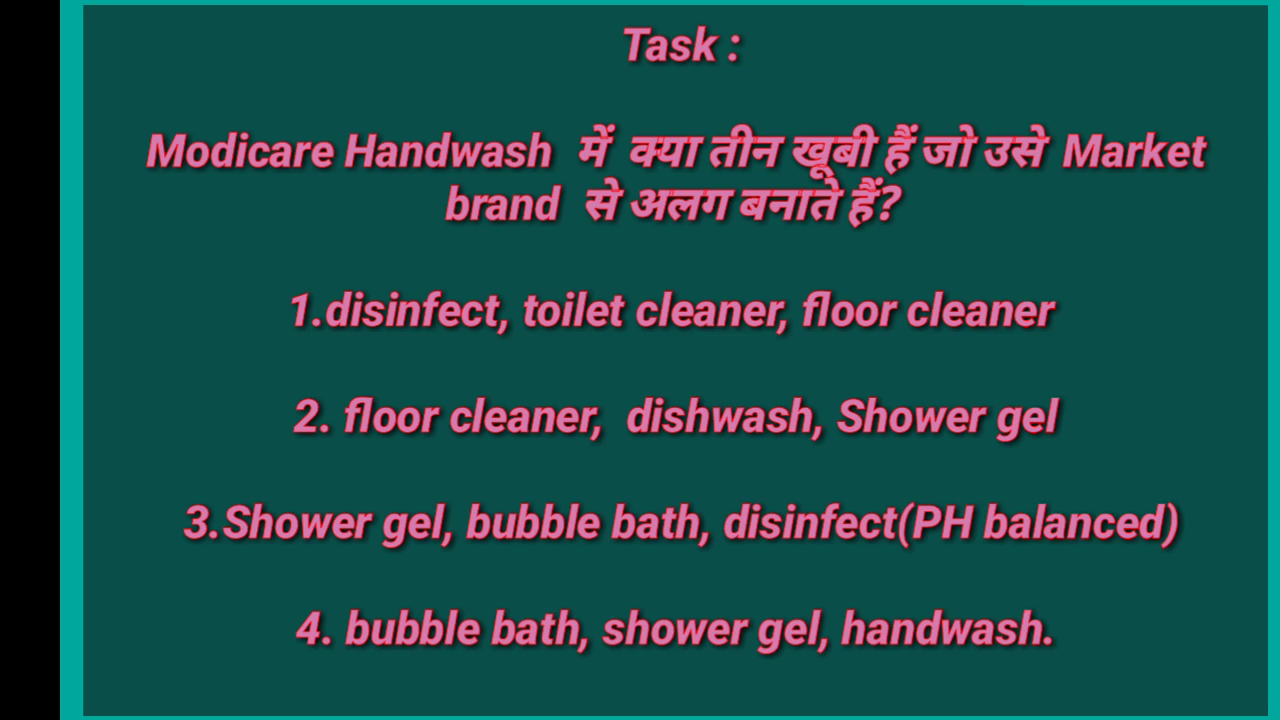 Task :
Modicare Handwash में क्या तीन खूबी हैं जो उसे Market
brand से अलग बनाते हैं?
1.disinfect, toilet cleaner, floor cleaner
2. floor cleaner, dishwash, Shower gel
3.Shower gel, bubble bath, disinfect(PH balanced)
4. bubble bath, shower gel, handwash.